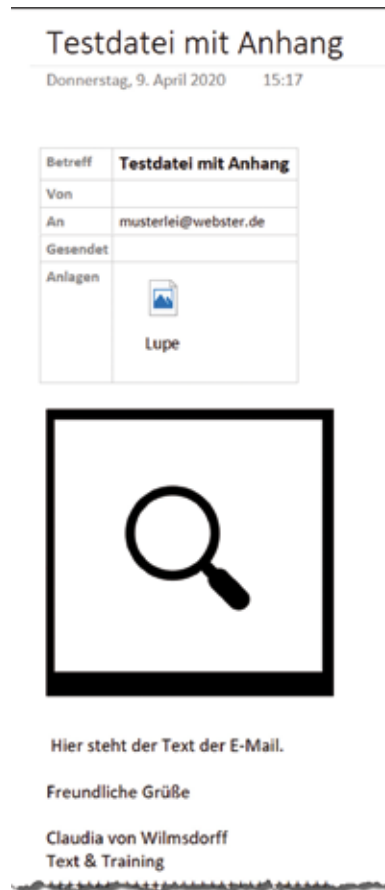 Testdatei mit Anhang
Donnerstag, 9. April 2020 15:17
Betreff Testdatei mit Anhang
Von
An musterlei@webster.de
Gesendet
Anlagen
Lupe
Hier steht der Text der E-Mail.
Freundliche Grüße
Claudia von Wilmsdorff
Text & Training